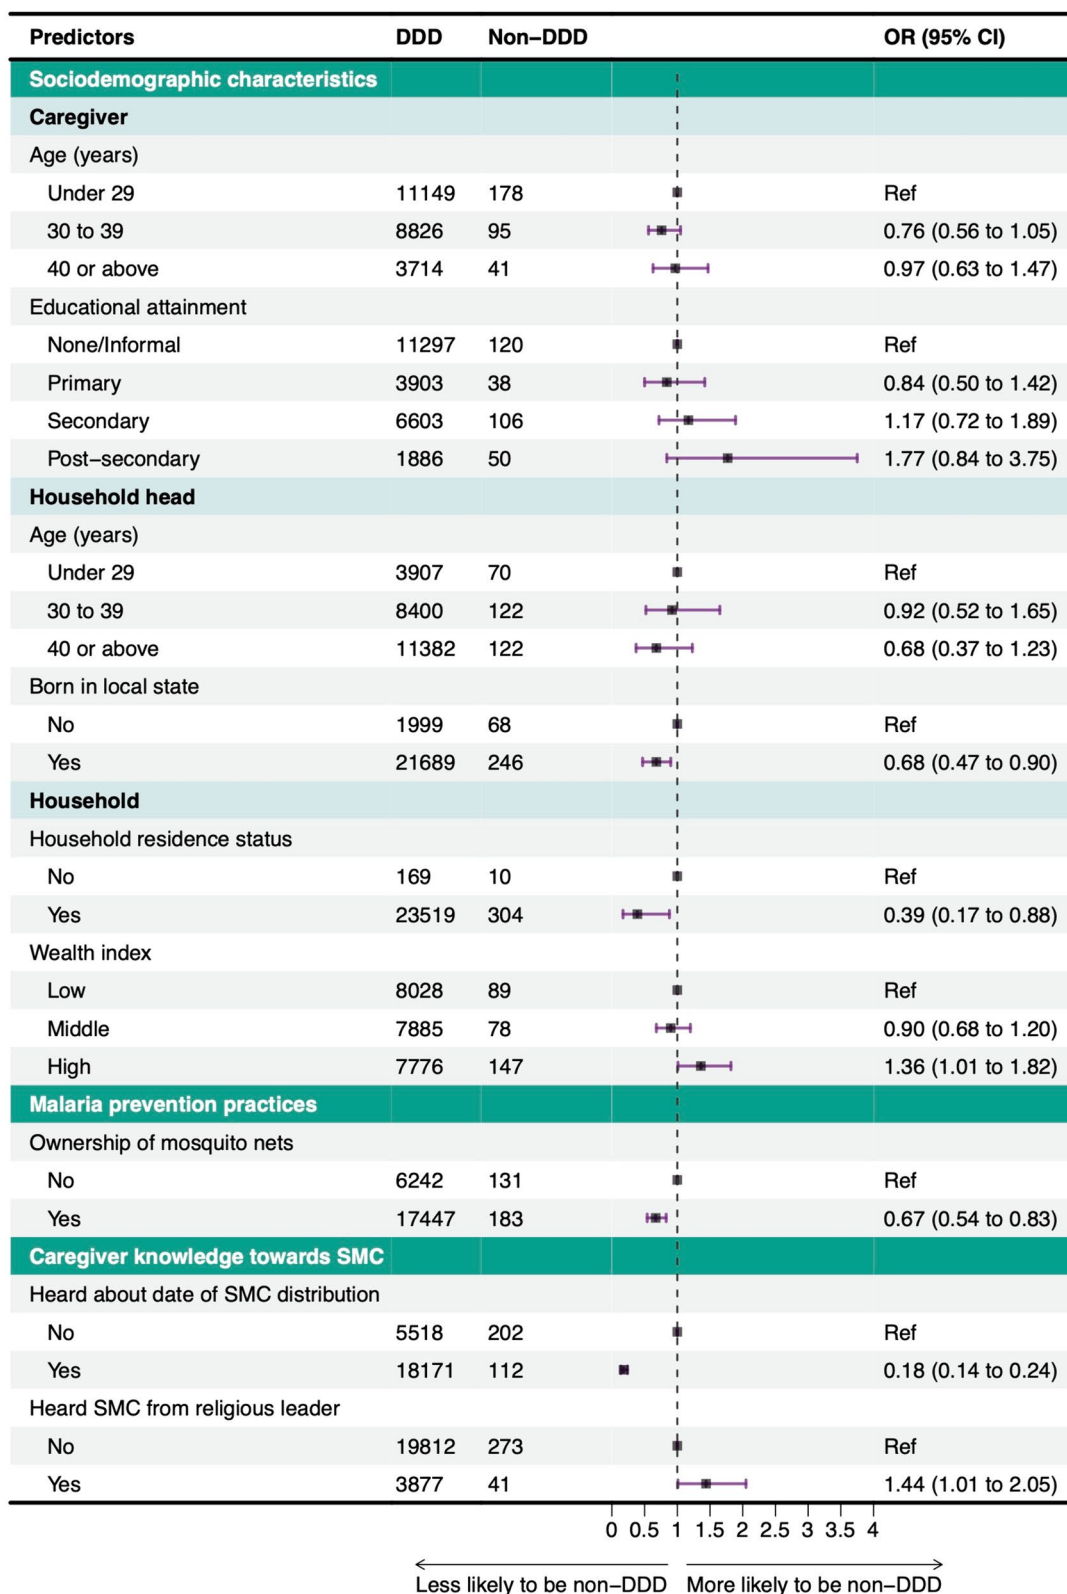 Predictors DDD Non–DDD OR (95% CI)
Sociodemographic characteristics
Caregiver
Age (years)
Under 29 11149 178 Ref
30 to 39 8826 95 0.76 (0.56 to 1.05)
40 or above 3714 41 0.97 (0.63 to 1.47)
Educational attainment
None/Informal 11297 120 Ref
Primary 3903 38 0.84 (0.50 to 1.42)
Secondary 6603 106 1.17 (0.72 to 1.89)
Post–secondary 1886 50 1.77 (0.84 to 3.75)
Household head
Age (years)
Under 29 3907 70 Ref
30 to 39 8400 122 0.92 (0.52 to 1.65)
40 or above 11382 122 0.68 (0.37 to 1.23)
Born in local state
No 1999 68 Ref
Yes 21689 246 0.68 (0.47 to 0.90)
Household
Household residence status
No 169 10 Ref
Yes 23519 304 0.39 (0.17 to 0.88)
Wealth index
Low 8028 89 Ref
Middle 7885 78 0.90 (0.68 to 1.20)
High 7776 147 1.36 (1.01 to 1.82)
Malaria prevention practices
Ownership of mosquito nets
No 6242 131 Ref
Yes 17447 183 0.67 (0.54 to 0.83)
Caregiver knowledge towards SMC
Heard about date of SMC distribution
No 5518 202 Ref
Yes 18171 112 0.18 (0.14 to 0.24)
Heard SMC from religious leader
No 19812 273 Ref
Yes 3877 41 1.44 (1.01 to 2.05)
0 0.5 1 1.5 2 2.5 3 3.5 4
Less likely to be non–DDD More likely to be non–DDD